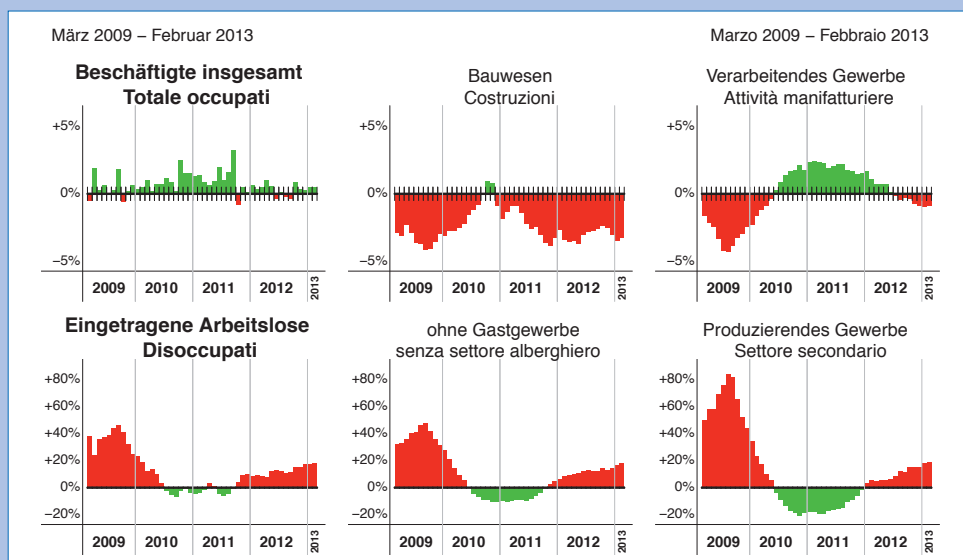 März 2009 – Februar 2013
Marzo 2009 – Febbraio 2013
Beschäftigte insgesamt
Totale occupati
+5%
0%
–5%
2009 2010 2011 2012 2013
Bauwesen
Costruzioni
+5%
0%
–5%
2009 2010 2011 2012 2013
Verarbeitendes Gewerbe
Attività manifatturiere
+5%
0%
–5%
2009 2010 2011 2012 2013
Eingetragene Arbeitslose
Disoccupati
+80%
+60%
+40%
+20%
0%
–20%
2009 2010 2011 2012 2013
ohne Gastgewerbe
senza settore alberghiero
+80%
+60%
+40%
+20%
0%
–20%
2009 2010 2011 2012 2013
Produzierendes Gewerbe
Settore secondario
+80%
+60%
+40%
+20%
0%
–20%
2009 2010 2011 2012 2013